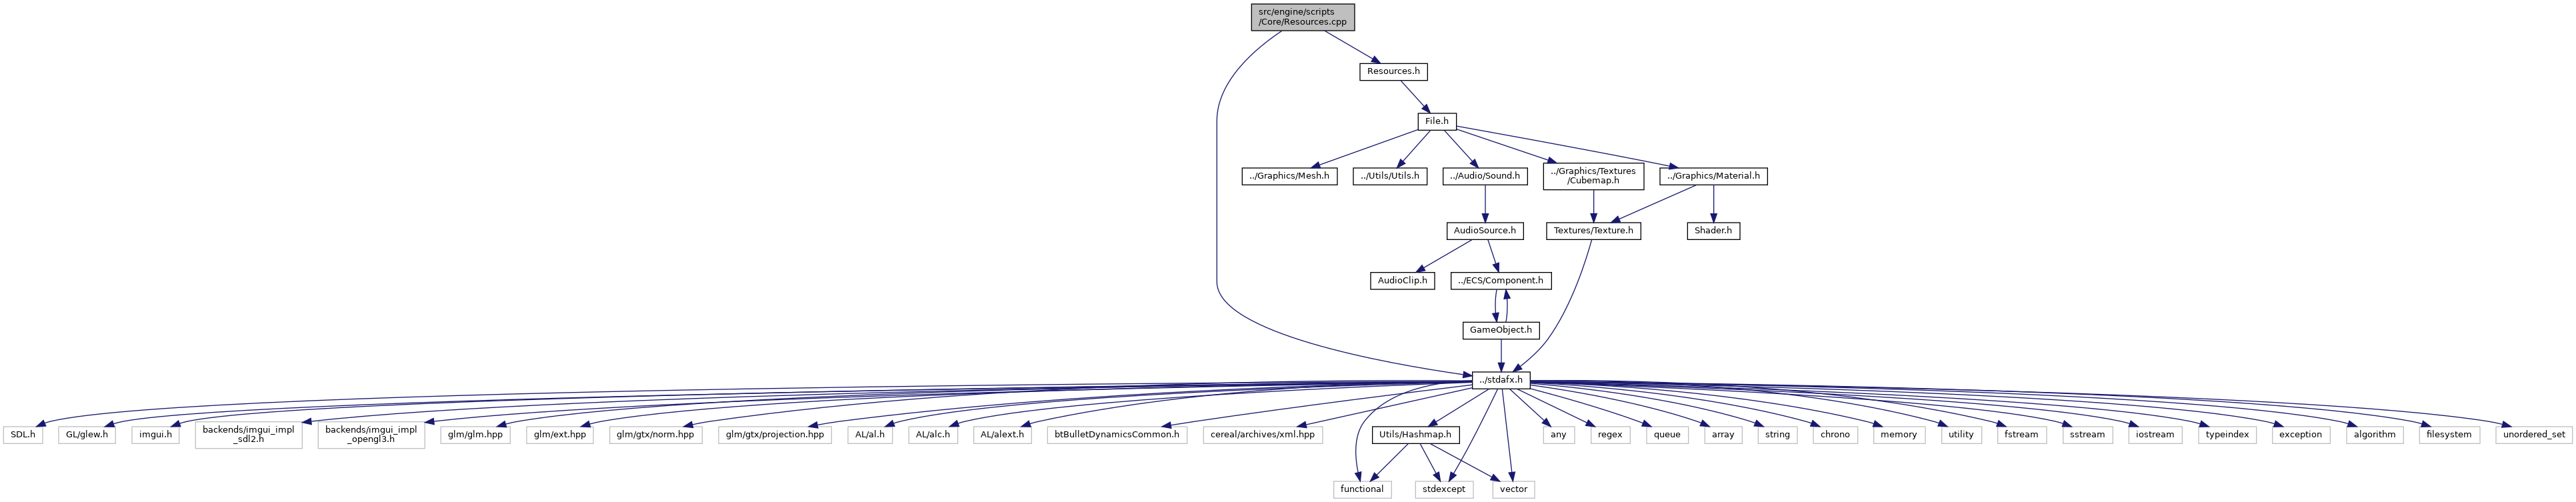 src/engine/scripts
/Core/Resources.cpp
Resources.h
File.h
../Graphics/Mesh.h
../Utils/Utils.h
../Audio/Sound.h
../Graphics/Textures
/Cubemap.h
../Graphics/Material.h
AudioSource.h
Textures/Texture.h
Shader.h
AudioClip.h
../ECS/Component.h
GameObject.h
../stdafx.h
SDL.h
GL/glew.h
imgui.h
backends/imgui_impl
_sdl2.h
backends/imgui_impl
_opengl3.h
glm/glm.hpp
glm/ext.hpp
glm/gtx/norm.hpp
glm/gtx/projection.hpp
AL/al.h
AL/alc.h
AL/alext.h
btBulletDynamicsCommon.h
cereal/archives/xml.hpp
Utils/Hashmap.h
any
regex
queue
array
string
chrono
memory
utility
fstream
sstream
iostream
typeindex
exception
algorithm
filesystem
unordered_set
functional
stdexcept
vector